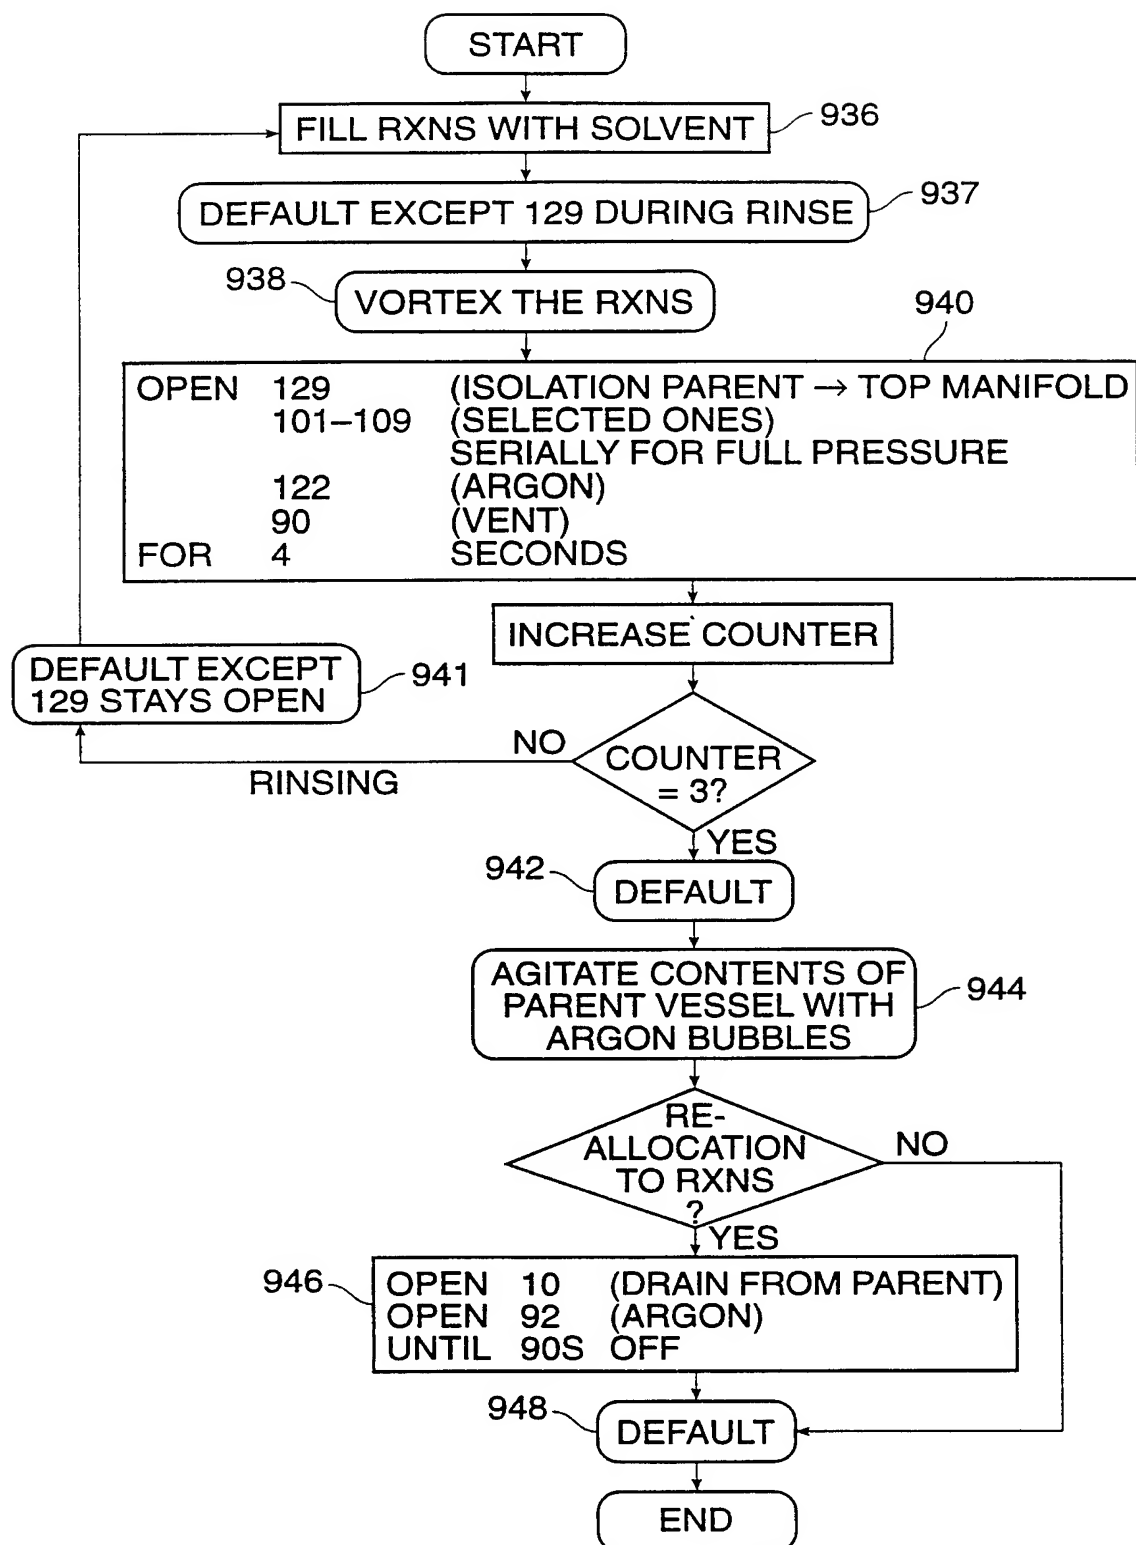 START
FILL RXNS WITH SOLVENT
936
DEFAULT EXCEPT 129 DURING RINSE
937
938
VORTEX THE RXNS
940
OPEN 129 (ISOLATION PARENT → TOP MANIFOLD
101–109 (SELECTED ONES)
SERIALLY FOR FULL PRESSURE
122 (ARGON)
90 (VENT)
FOR 4 SECONDS
INCREASE COUNTER
DEFAULT EXCEPT
129 STAYS OPEN
941
NO
RINSING
COUNTER
= 3?
YES
942
DEFAULT
AGITATE CONTENTS OF
PARENT VESSEL WITH
ARGON BUBBLES
944
RE-
ALLOCATION
TO RXNS
?
NO
YES
946
OPEN 10 (DRAIN FROM PARENT)
OPEN 92 (ARGON)
UNTIL 90S OFF
948
DEFAULT
END